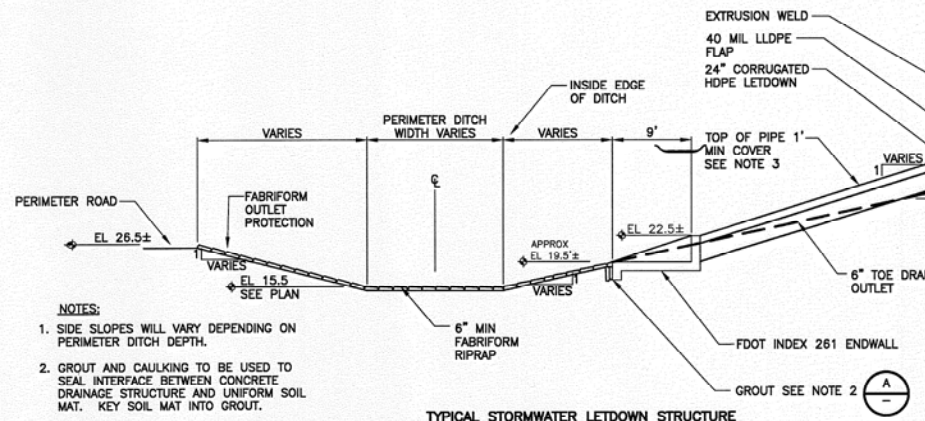 EXTRUSION WELD
40 MIL LLDPE
FLAP
24" CORRUGATED
HDPE LETDOWN
INSIDE EDGE
OF DITCH
PERIMETER DITCH
WIDTH VARIES
VARIES
VARIES
9'
TOP OF PIPE 1'
MIN COVER
SEE NOTE 3
VARIES
1
℄
PERIMETER ROAD
FABRIFORM
OUTLET
PROTECTION
EL 26.5±
EL 22.5±
APPROX
EL 19.5'±
1
VARIES
EL 15.5
SEE PLAN
1
VARIES
6" TOE DRA
OUTLET
6" MIN
FABRIFORM
RIPRAP
FDOT INDEX 261 ENDWALL
GROUT SEE NOTE 2
A
–
NOTES:
1. SIDE SLOPES WILL VARY DEPENDING ON
PERIMETER DITCH DEPTH.
2. GROUT AND CAULKING TO BE USED TO
SEAL INTERFACE BETWEEN CONCRETE
DRAINAGE STRUCTURE AND UNIFORM SOIL
MAT. KEY SOIL MAT INTO GROUT.
TYPICAL STORMWATER LETDOWN STRUCTURE